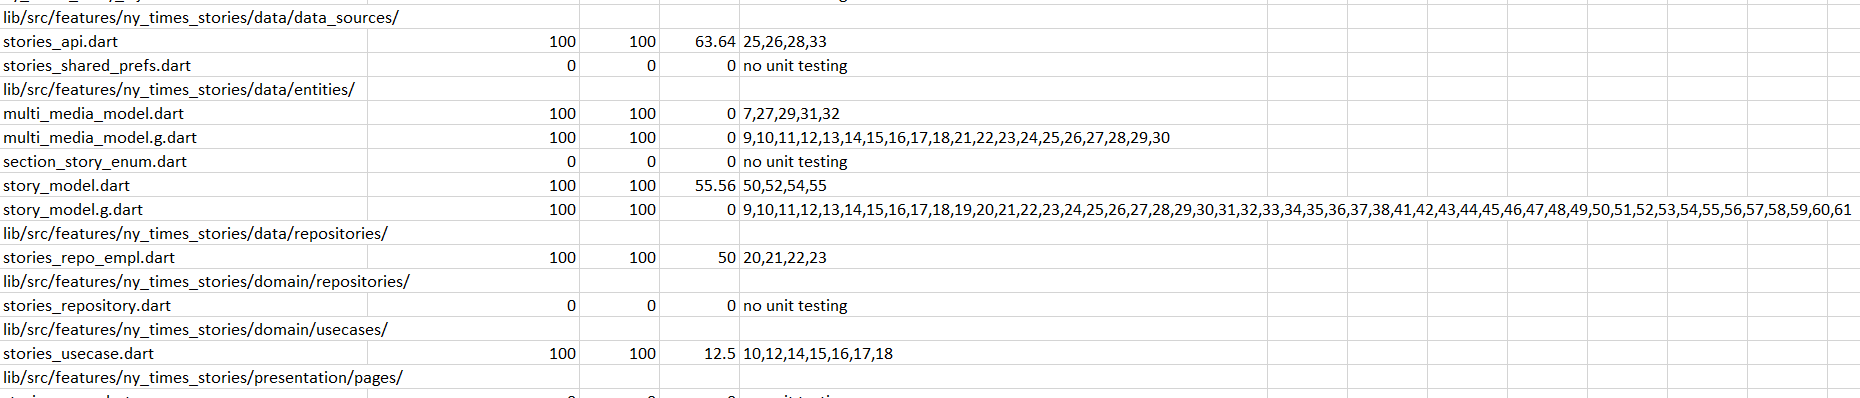 lib/src/features/ny_times_stories/data/data_sources/
stories_api.dart 100 100 63.64 25,26,28,33
stories_shared_prefs.dart 0 0 0 no unit testing
lib/src/features/ny_times_stories/data/entities/
multi_media_model.dart 100 100 0 7,27,29,31,32
multi_media_model.g.dart 100 100 0 9,10,11,12,13,14,15,16,17,18,21,22,23,24,25,26,27,28,29,30
section_story_enum.dart 0 0 0 no unit testing
story_model.dart 100 100 55.56 50,52,54,55
story_model.g.dart 100 100 0 9,10,11,12,13,14,15,16,17,18,19,20,21,22,23,24,25,26,27,28,29,30,31,32,33,34,35,36,37,38,41,42,43,44,45,46,47,48,49,50,51,52,53,54,55,56,57,58,59,60,61
lib/src/features/ny_times_stories/data/repositories/
stories_repo_empl.dart 100 100 50 20,21,22,23
lib/src/features/ny_times_stories/domain/repositories/
stories_repository.dart 0 0 0 no unit testing
lib/src/features/ny_times_stories/domain/usecases/
stories_usecase.dart 100 100 12.5 10,12,14,15,16,17,18
lib/src/features/ny_times_stories/presentation/pages/